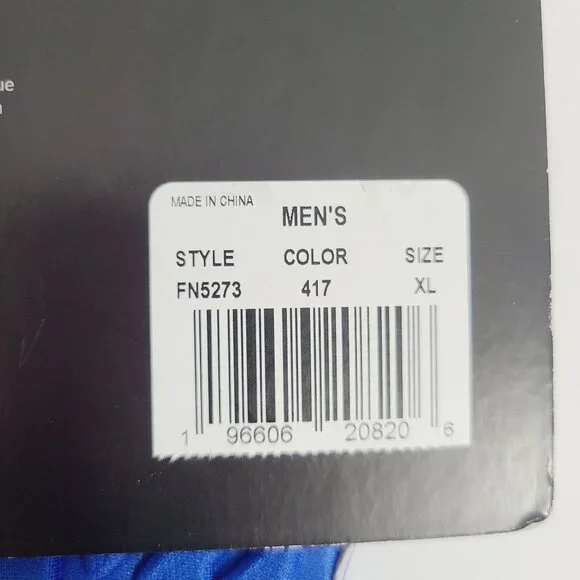 MADE IN CHINA
MEN'S
STYLE COLOR SIZE
FN5273 417 XL
1 96606 20820 6